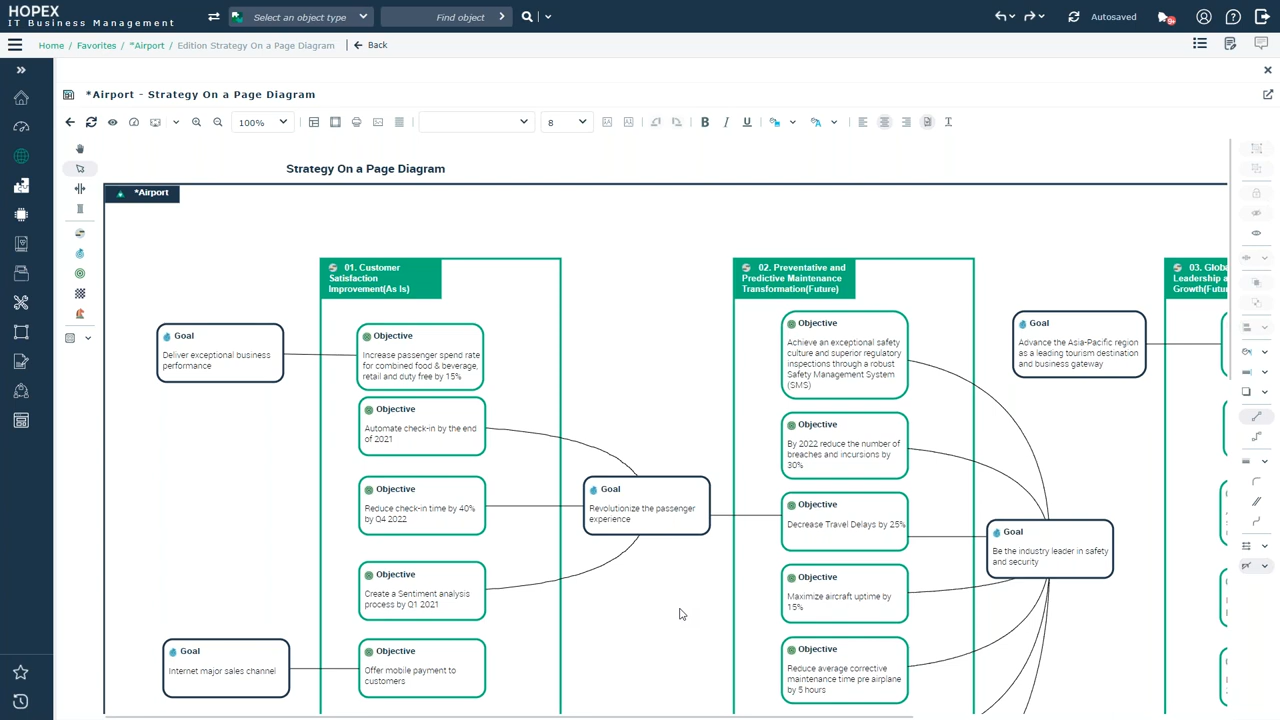 HOPEX
IT Business Management
Select an object type
Find object
Autosaved
9+
Home / Favorites / *Airport / Edition Strategy On a Page Diagram
Back
*Airport - Strategy On a Page Diagram
100%
8
B I U
T
Strategy On a Page Diagram
*Airport
01. Customer
Satisfaction
Improvement(As Is)
02. Preventative and
Predictive Maintenance
Transformation(Future)
03. Globa
Leadership a
Growth(Futur
Goal
Deliver exceptional business
performance
Objective
Increase passenger spend rate
for combined food & beverage,
retail and duty free by 15%
Objective
Automate check-in by the end
of 2021
Objective
Reduce check-in time by 40%
by Q4 2022
Objective
Create a Sentiment analysis
process by Q1 2021
Goal
Internet major sales channel
Objective
Offer mobile payment to
customers
Goal
Revolutionize the passenger
experience
Objective
Achieve an exceptional safety
culture and superior regulatory
inspections through a robust
Safety Management System
(SMS)
Objective
By 2022 reduce the number of
breaches and incursions by
30%
Objective
Decrease Travel Delays by 25%
Objective
Maximize aircraft uptime by
15%
Objective
Reduce average corrective
maintenance time pre airplane
by 5 hours
Goal
Advance the Asia-Pacific region
as a leading tourism destination
and business gateway
Goal
Be the industry leader in safety
and security